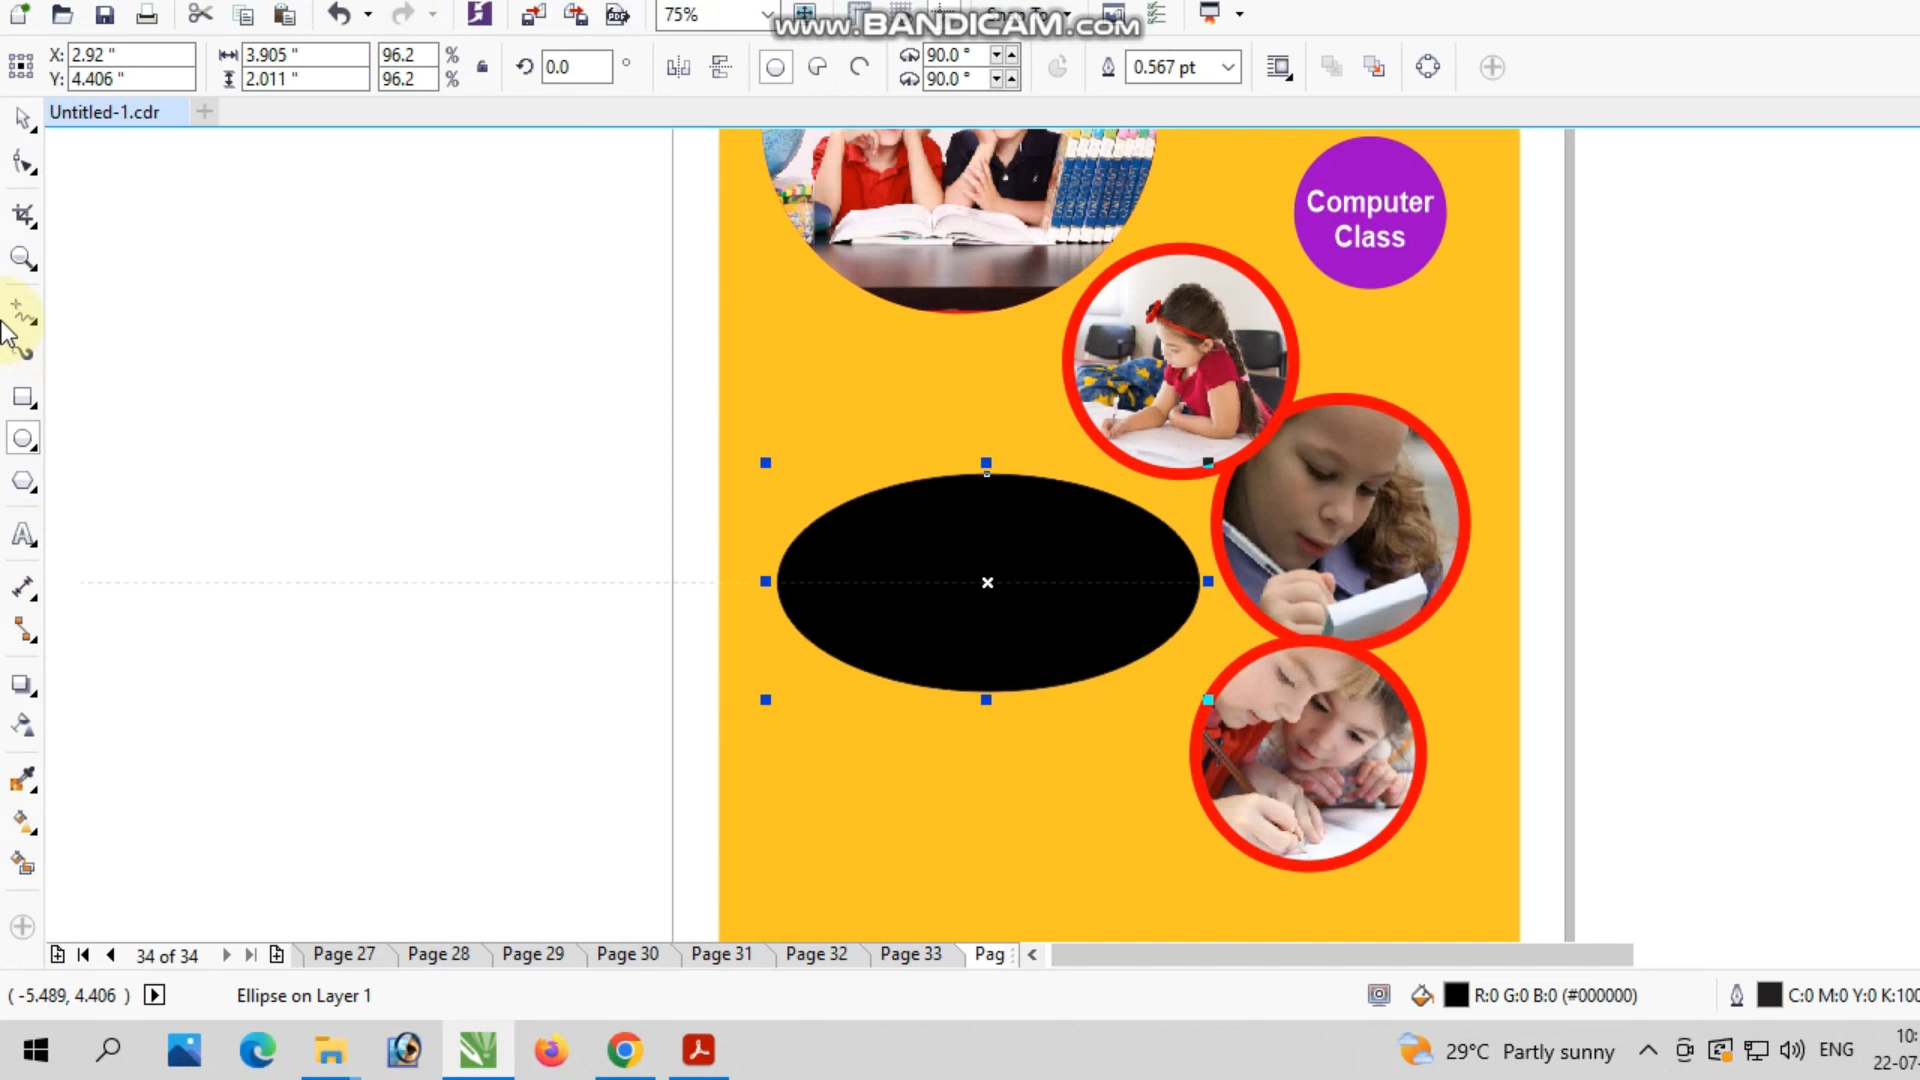 75%
Snap To
www.BANDICAM.com
X: 2.92 "
Y: 4.406 "
3.905 "
2.011 "
96.2 %
96.2 %
0.0 °
90.0 °
90.0 °
0.567 pt
Untitled-1.cdr
Computer
Class
34 of 34
Page 27
Page 28
Page 29
Page 30
Page 31
Page 32
Page 33
Pag
( -5.489, 4.406 )
Ellipse on Layer 1
R:0 G:0 B:0 (#000000)
C:0 M:0 Y:0 K:100
29°C Partly sunny
ENG
10:
22-07-